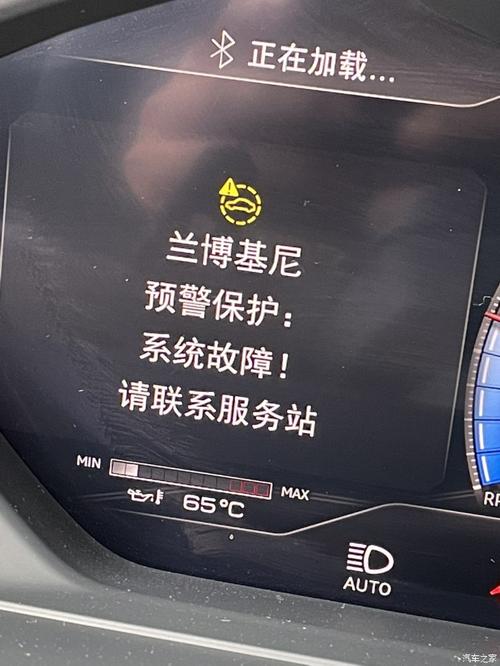 正在加载...
兰博基尼
预警保护：
系统故障！
请联系服务站
MIN
MAX
65°C
AUTO
汽车之家